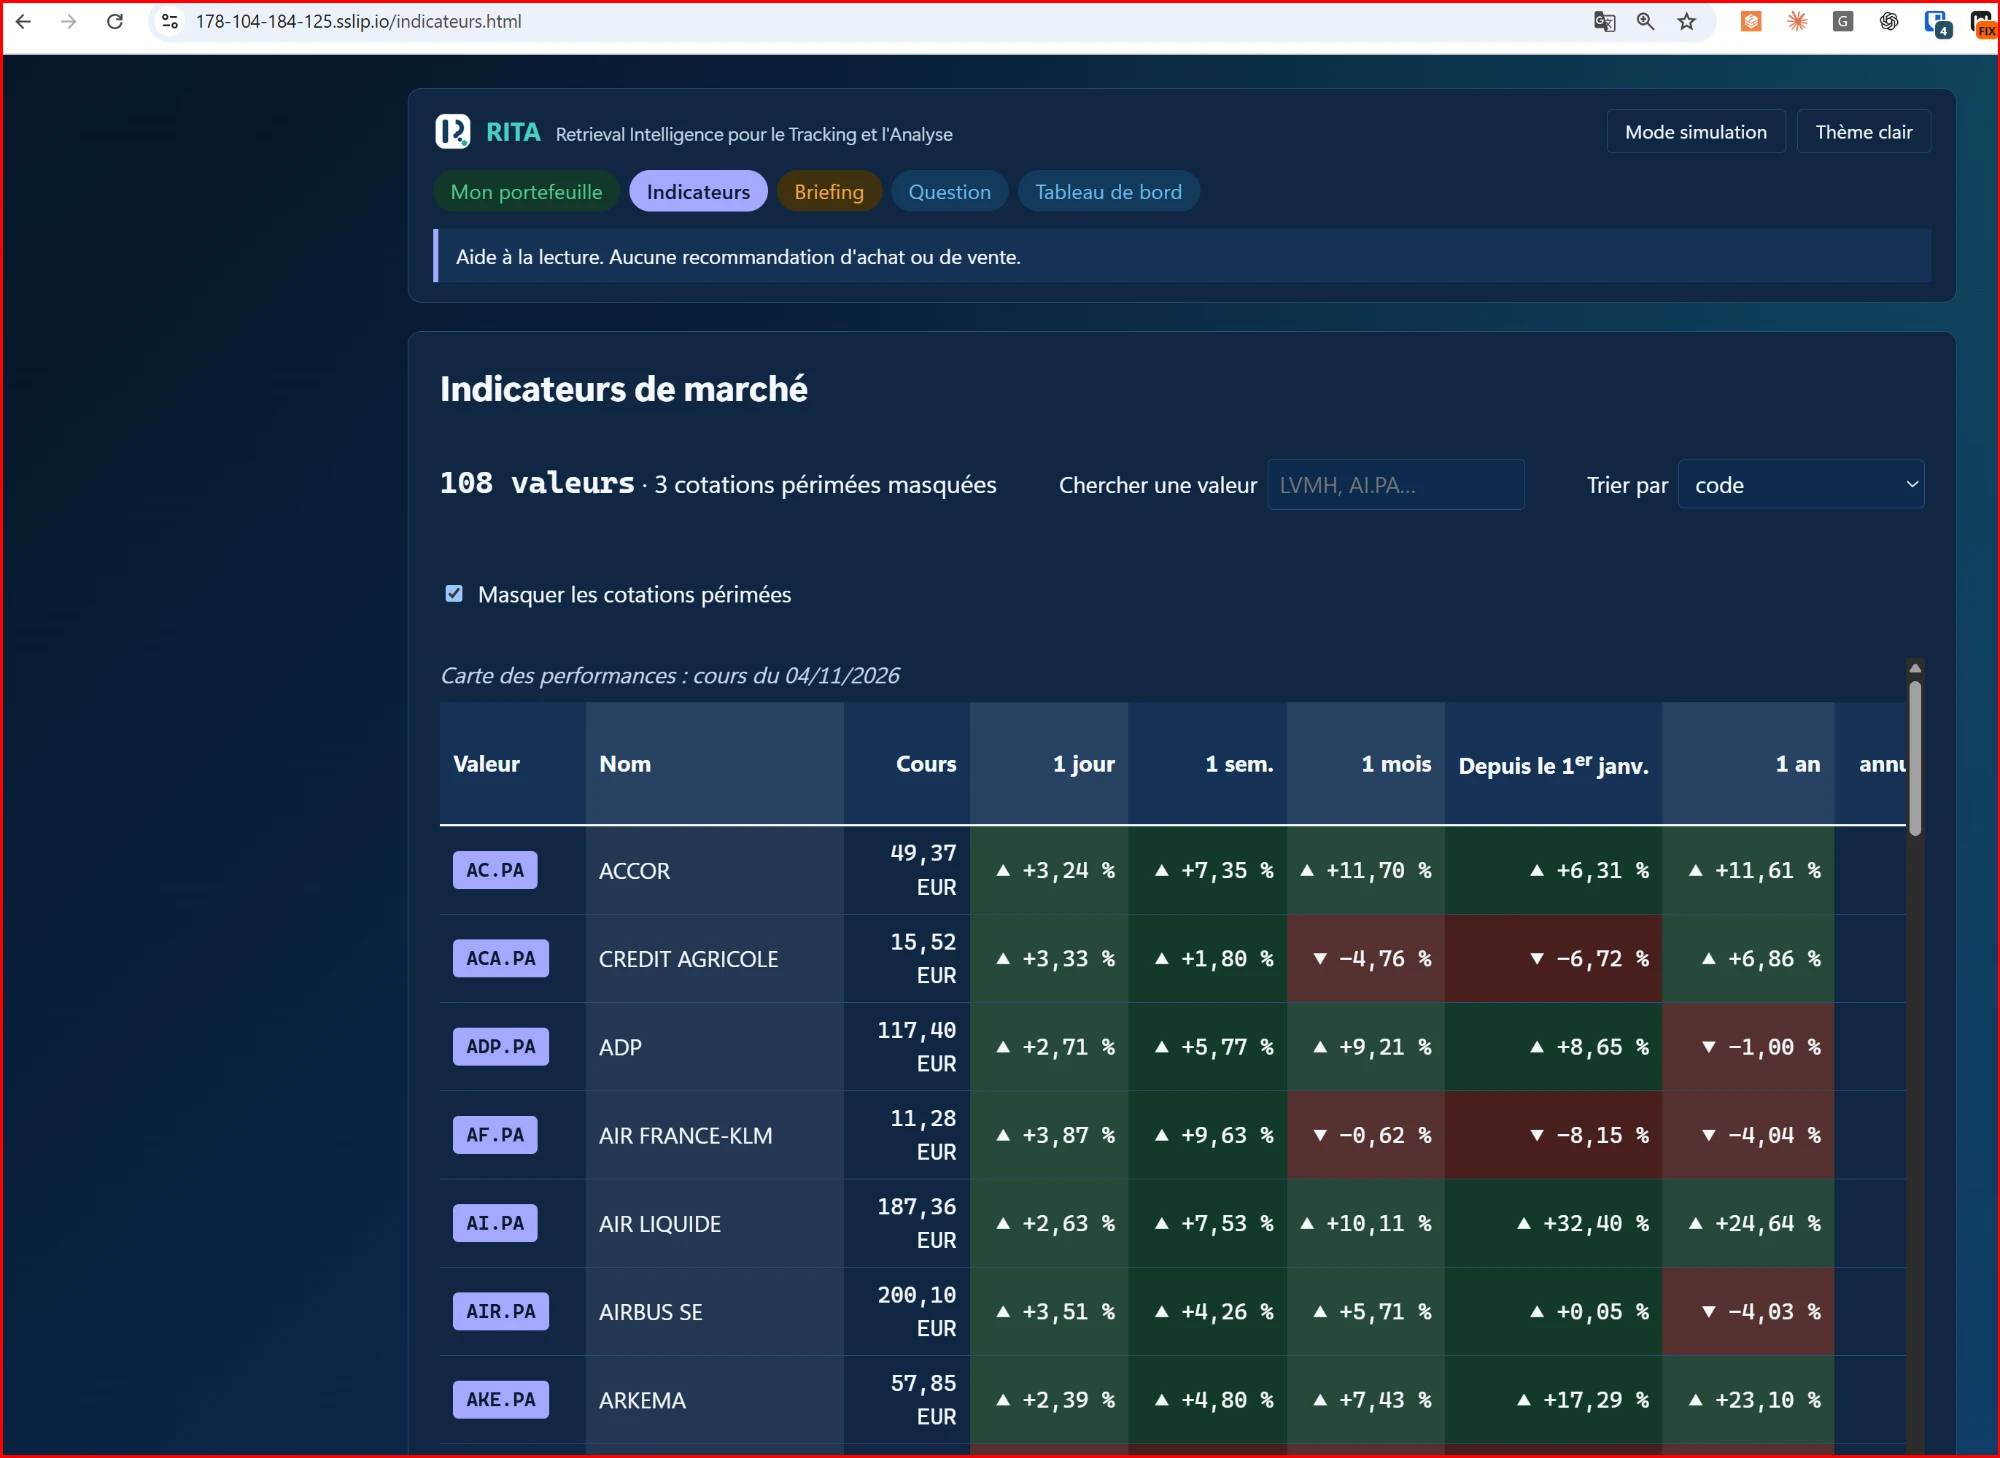 178-104-184-125.sslip.io/indicateurs.html
G
4
FIX
RITA Retrieval Intelligence pour le Tracking et l'Analyse
Mode simulation
Thème clair
Mon portefeuille
Indicateurs
Briefing
Question
Tableau de bord
Aide à la lecture. Aucune recommandation d'achat ou de vente.
Indicateurs de marché
108 valeurs · 3 cotations périmées masquées
Chercher une valeur LVMH, AI.PA...
Trier par code
Masquer les cotations périmées
Carte des performances : cours du 04/11/2026
Valeur Nom Cours 1 jour 1 sem. 1 mois Depuis le 1er janv. 1 an annu
AC.PA ACCOR 49,37 EUR ▲ +3,24 % ▲ +7,35 % ▲ +11,70 % ▲ +6,31 % ▲ +11,61 %
ACA.PA CREDIT AGRICOLE 15,52 EUR ▲ +3,33 % ▲ +1,80 % ▼ −4,76 % ▼ −6,72 % ▲ +6,86 %
ADP.PA ADP 117,40 EUR ▲ +2,71 % ▲ +5,77 % ▲ +9,21 % ▲ +8,65 % ▼ −1,00 %
AF.PA AIR FRANCE-KLM 11,28 EUR ▲ +3,87 % ▲ +9,63 % ▼ −0,62 % ▼ −8,15 % ▼ −4,04 %
AI.PA AIR LIQUIDE 187,36 EUR ▲ +2,63 % ▲ +7,53 % ▲ +10,11 % ▲ +32,40 % ▲ +24,64 %
AIR.PA AIRBUS SE 200,10 EUR ▲ +3,51 % ▲ +4,26 % ▲ +5,71 % ▲ +0,05 % ▼ −4,03 %
AKE.PA ARKEMA 57,85 EUR ▲ +2,39 % ▲ +4,80 % ▲ +7,43 % ▲ +17,29 % ▲ +23,10 %